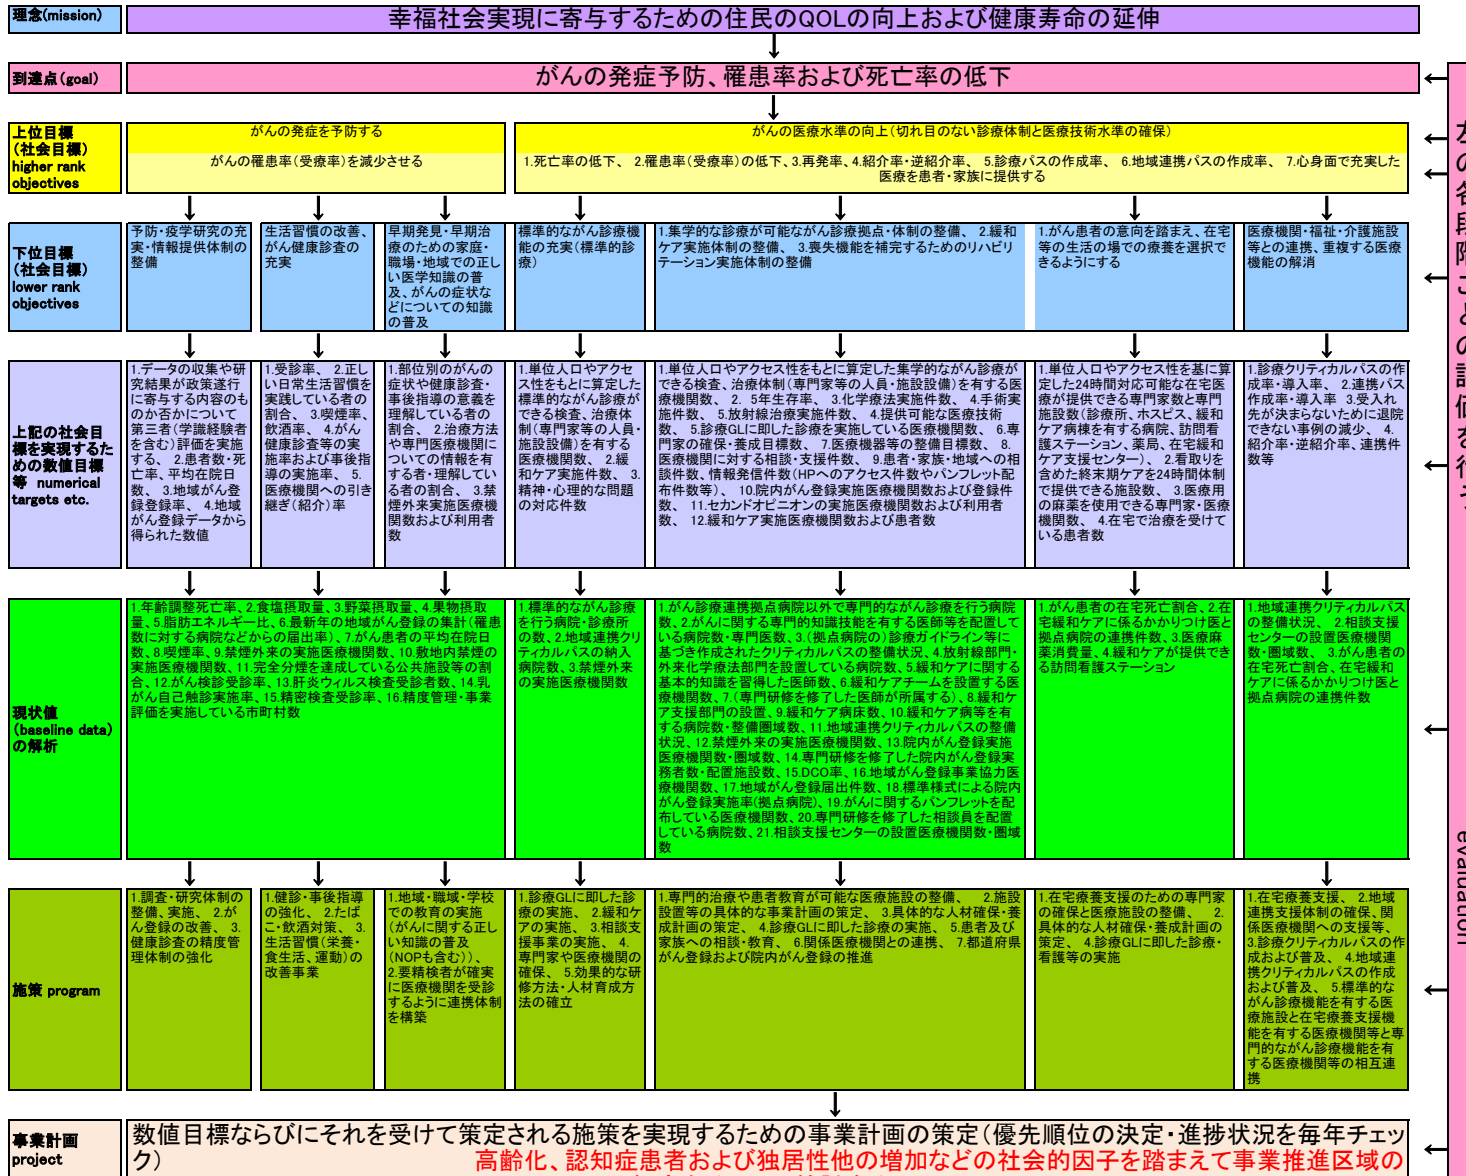 理念(mission)
幸福社会実現に寄与するための住民のQOLの向上および健康寿命の延伸
到達点(goal)
がんの発症予防、罹患率および死亡率の低下
上位目標
(社会目標)
higher rank
objectives
がんの発症を予防する
がんの罹患率(受療率)を減少させる
がんの医療水準の向上(切れ目のない診療体制と医療技術水準の確保)
1.死亡率の低下、 2.罹患率(受療率)の低下、3.再発率、4.紹介率・逆紹介率、 5.診療パスの作成率、 6.地域連携パスの作成率、 7.心身面で充実した
医療を患者・家族に提供する
下位目標
(社会目標)
lower rank
objectives
予防・疫学研究の充
実・情報提供体制の
整備
生活習慣の改善、
がん健康診査の
充実
早期発見・早期治
療のための家庭・
職場・地域での正し
い医学知識の普
及、がんの症状な
どについての知識
の普及
標準的ながん診療機
能の充実(標準的診
療)
1.集学的な診療が可能ながん診療拠点・体制の整備、 2.緩和
ケア実施体制の整備、 3.喪失機能を補完するためのリハビリ
テーション実施体制の整備
1.がん患者の意向を踏まえ、在宅
等の生活の場での療養を選択で
きるようにする
医療機関・福祉・介護施設
等との連携、重複する医療
機能の解消
上記の社会目
標を実現するた
めの数値目標
等 numerical
targets etc.
1.データの収集や研
究結果が政策遂行
に寄与する内容のも
のか否かについて
第三者(学識経験者
を含む)評価を実施
する、 2.患者数・死
亡率、平均在院日
数、 3.地域がん登
録登録率、 4.地域
がん登録データから
得られた数値
1.受診率、 2.正し
い日常生活習慣を
実践している者の
割合、 3.喫煙率、
飲酒率、 4.がん
健康診査等の実
施率および事後指
導の実施率、 5.
医療機関への引き
継ぎ(紹介)率
1.部位別のがんの
症状や健康診査・
事後指導の意義を
理解している者の
割合、 2.治療方法
や専門医療機関に
ついての情報を有
する者・理解してい
る者の割合、 3.禁
煙外来実施医療機
関数および利用者
数
1.単位人口やアクセ
ス性をもとに算定した
標準的ながん診療が
できる検査、治療体
制(専門家等の人員・
施設設備)を有する
医療機関数、 2.緩
和ケア実施件数、 3.
精神・心理的な問題
の対応件数
1.単位人口やアクセス性をもとに算定した集学的ながん診療が
できる検査、治療体制(専門家等の人員・施設設備)を有する医
療機関数、 2. 5年生存率、 3.化学療法実施件数、 4.手術実
施件数、 5.放射線治療実施件数、 4.提供可能な医療技術
数、 5.診療GLに即した診療を実施している医療機関数、 6.専
門家の確保・養成目標数、 7.医療機器等の整備目標数、 8.
医療機関に対する相談・支援件数、 9.患者・家族・地域への相
談件数、情報発信件数(HPへのアクセス件数やパンフレット配
布件数等)、 10.院内がん登録実施医療機関数および登録件
数、 11.セカンドオピニオンの実施医療機関数および利用者
数、 12.緩和ケア実施医療機関数および患者数
1.単位人口やアクセス性を基に算
定した24時間対応可能な在宅医
療が提供できる専門家数と専門
施設数(診療所、ホスピス、緩和
ケア病棟を有する病院、訪問看
護ステーション、薬局、在宅緩和
ケア支援センター)、 2.看取り
を含めた終末期ケアを24時間体制
で提供できる施設数、 3.医療用
の麻薬を使用できる専門家・医療
機関数、 4.在宅で治療を受けて
いる患者数
1.診療クリティカルパスの作
成率・導入率、 2.連携パス
作成率・導入率 3.受入れ
先が決まらないために退院
できない事例の減少、 4.
紹介率・逆紹介率、連携件
数等
現状値
(baseline data)
の解析
1.年齢調整死亡率、2.食塩摂取量、3.野菜摂取量、4.果物摂取
量、5.脂肪エネルギー比、6.最新年の地域がん登録の集計(罹患
数に対する病院などからの届出率)、7.がん患者の平均在院日
数、8.喫煙率、9.禁煙外来の実施医療機関数、10.敷地内禁煙の
実施医療機関数、11.完全分煙を達成している公共施設等の割
合、12.がん検診受診率、13.肝炎ウィルス検査受診者数、14.乳
がん自己触診実施率、15.精密検査受診率、16.精度管理・事業
評価を実施している市町村数
1.標準的ながん診療
を行う病院・診療所
の数、2.地域連携クリ
ティカルパスの納入
病院数、3.禁煙外来
の実施医療機関数
1.がん診療連携拠点病院以外で専門的ながん診療を行う病院
数、2.がんに関する専門的知識技能を有する医師等を配置して
いる病院数・専門医数、3.(拠点病院の)診療ガイドライン等に
基づき作成されたクリティカルパスの整備状況、4.放射線部門・
外来化学療法部門を設置している病院数、5.緩和ケアに関する
基本的知識を習得した医師数、6.緩和ケアチームを設置する医
療機関数、7.(専門研修を修了した医師が所属する)、8.緩和ケ
ア支援部門の設置、9.緩和ケア病床数、10.緩和ケア病等を有
する病院数・整備圏域数、11.地域連携クリティカルパスの整備
状況、12.禁煙外来の実施医療機関数、13.院内がん登録実施
医療機関数・圏域数、14.専門研修を修了した院内がん登録実
務者数・配置施設数、15.DCO率、16.地域がん登録事業協力医
療機関数、17.地域がん登録届出件数、18.標準様式による院内
がん登録実施率(拠点病院)、19.がんに関するパンフレットを配
布している医療機関数、20.専門研修を修了した相談員を配置
している病院数、21.相談支援センターの設置医療機関数・圏域
数
1.がん患者の在宅死亡割合、2.在
宅緩和ケアに係るかかりつけ医と
拠点病院の連携件数、3.医療麻
薬消費量、4.緩和ケアが提供でき
る訪問看護ステーション
1.地域連携クリティカルパス
の整備状況、 2.相談支援
センターの設置医療機関
数・圏域数、 3.がん患者の
在宅死亡割合、在宅緩和
ケアに係るかかりつけ医と
拠点病院の連携件数
施策 program
1.調査・研究体制の
整備、実施、 2.が
ん登録の改善、 3.
健康診査の精度管
理体制の強化
1.健診・事後指導
の強化、 2.たば
こ・飲酒対策、 3.
生活習慣(栄養・
食生活、運動)の
改善事業
1.地域・職域・学校
での教育の実施
(がんに関する正し
い知識の普及
(NOPも含む))、
2.要精検者が確実
に医療機関を受診
するように連携体制
を構築
1.診療GLに即した診
療の実施、 2.緩和ケ
アの実施、 3.相談支
援事業の実施、 4.
専門家や医療機関の
確保、 5.効果的な研
修方法・人材育成方
法の確立
1.専門的治療や患者教育が可能な医療施設の整備、 2.施設
設置等の具体的な事業計画の策定、 3.具体的な人材確保・養
成計画の策定、 4.診療GLに即した診療の実施、 5.患者及び
家族への相談・教育、 6.関係医療機関との連携、 7.都道府県
がん登録および院内がん登録の推進
1.在宅療養支援のための専門家
の確保と医療施設の整備、 2.
具体的な人材確保・養成計画の
策定、 4.診療GLに即した診療・
看護等の実施
1.在宅療養支援、 2.地域
連携支援体制の確保、関
係医療機関への支援等、
3.診療クリティカルパスの作
成および普及、 4.地域連
携クリティカルパスの作成
および普及、 5.標準的な
がん診療機能を有する医
療施設と在宅療養支援機
能を有する医療機関等と専
門的ながん診療機能を有
する医療機関等の相互連
携
事業計画
project
数値目標ならびにそれを受けて策定される施策を実現するための事業計画の策定(優先順位の決定・進捗状況を毎年チェッ
ク)
高齢化、認知症患者および独居性他の増加などの社会的因子を踏まえて事業推進区域の
左の各段階ごとの評価を行う
evaluation